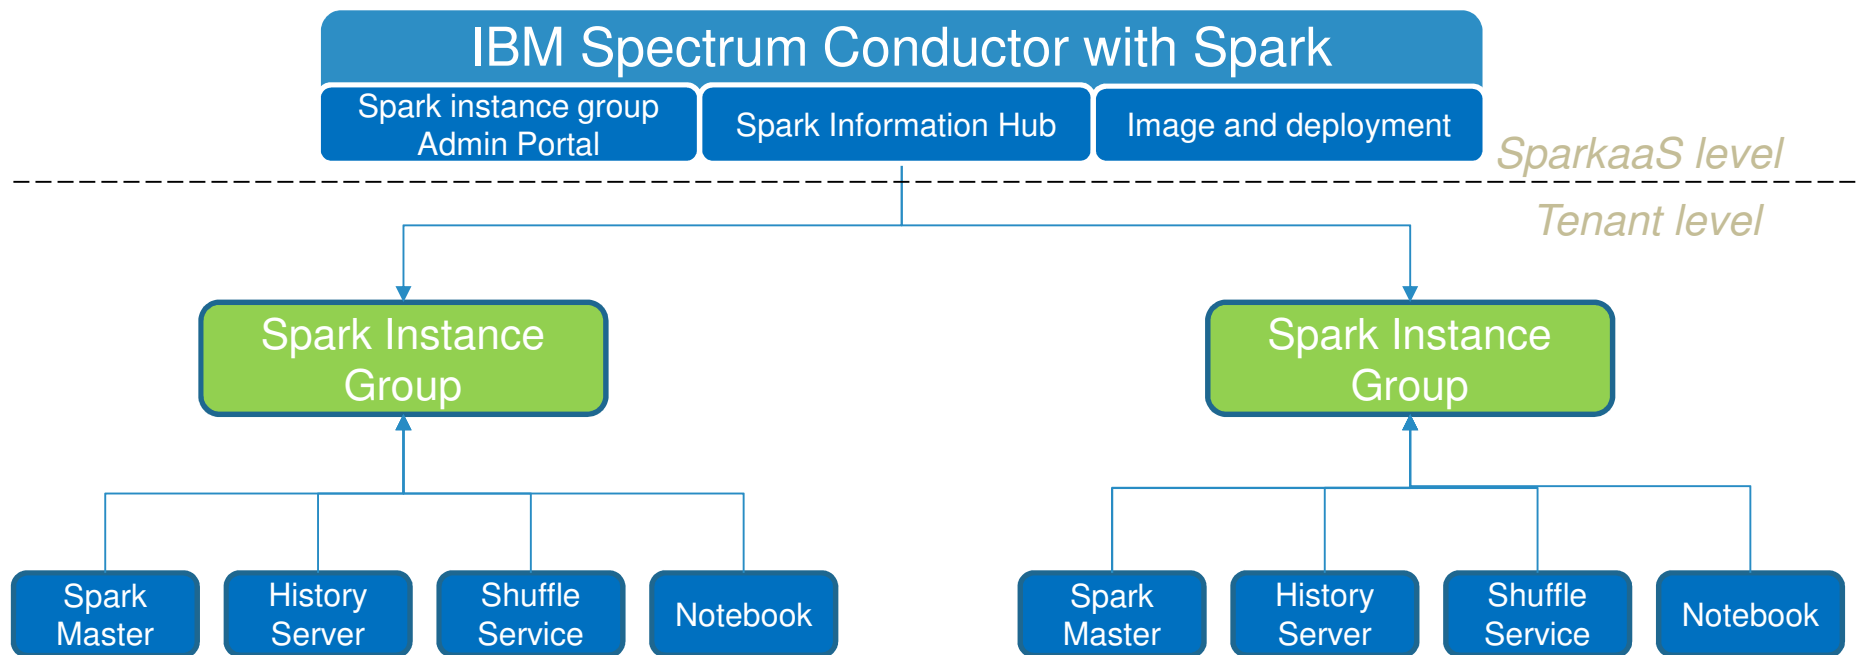 IBM Spectrum Conductor with Spark
Spark instance group
Admin Portal
Spark Information Hub
Image and deployment
SparkaaS level
Tenant level
Spark Instance
Group
Spark Instance
Group
Spark
Master
History
Server
Shuffle
Service
Notebook
Spark
Master
History
Server
Shuffle
Service
Notebook